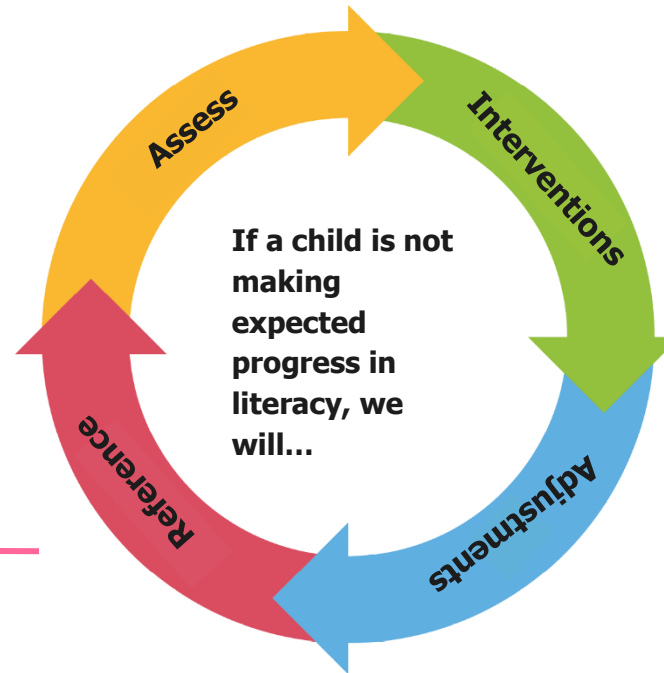 Assess
Interventions
If a child is not
making
expected
progress in
literacy, we
will...
Adjustments
Reference